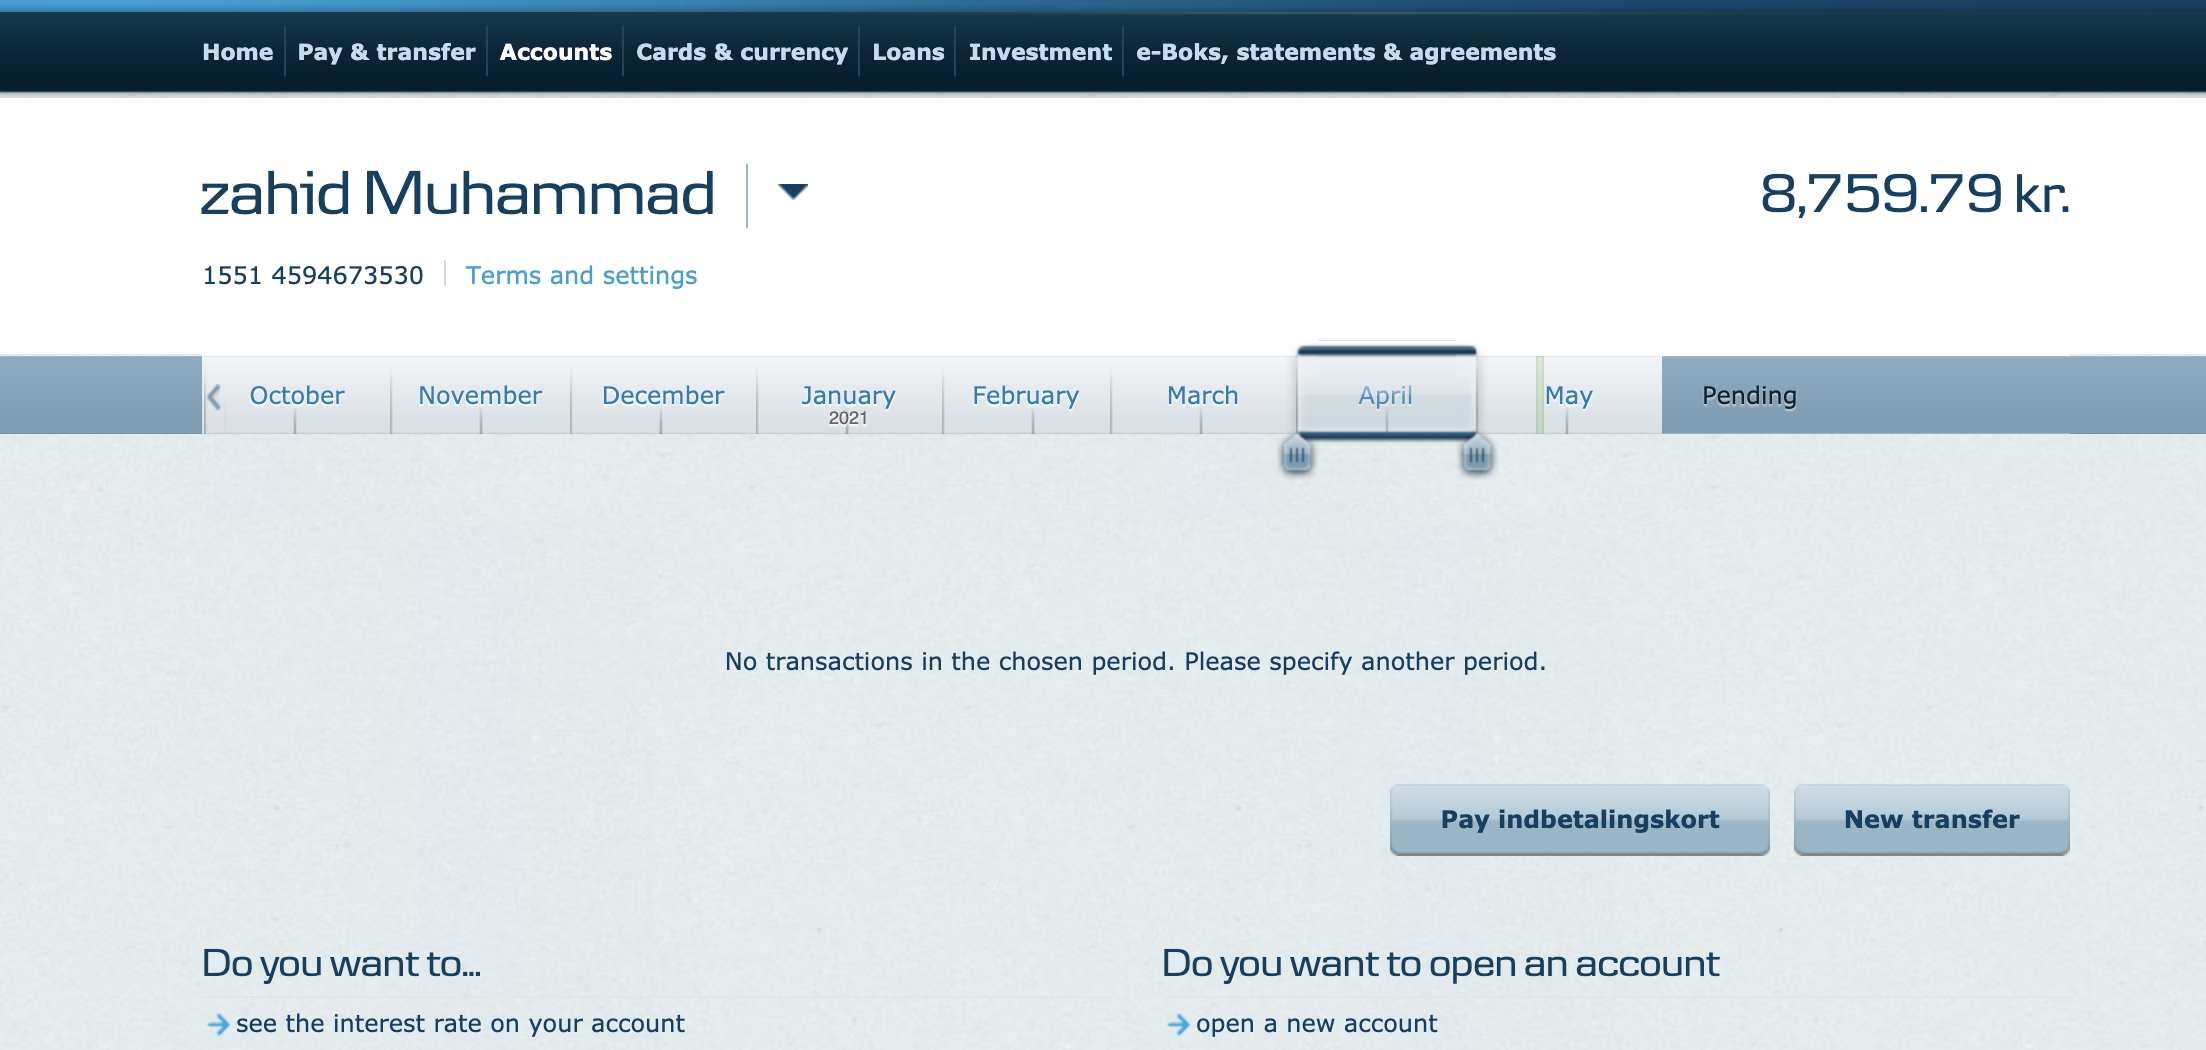 Home Pay & transfer Accounts Cards & currency Loans Investment e-Boks, statements & agreements
zahid Muhammad 8,759.79 kr.
1551 4594673530 Terms and settings
October November December January February March April May Pending
2021
No transactions in the chosen period. Please specify another period.
Pay indbetalingskort New transfer
Do you want to... Do you want to open an account
see the interest rate on your account open a new account